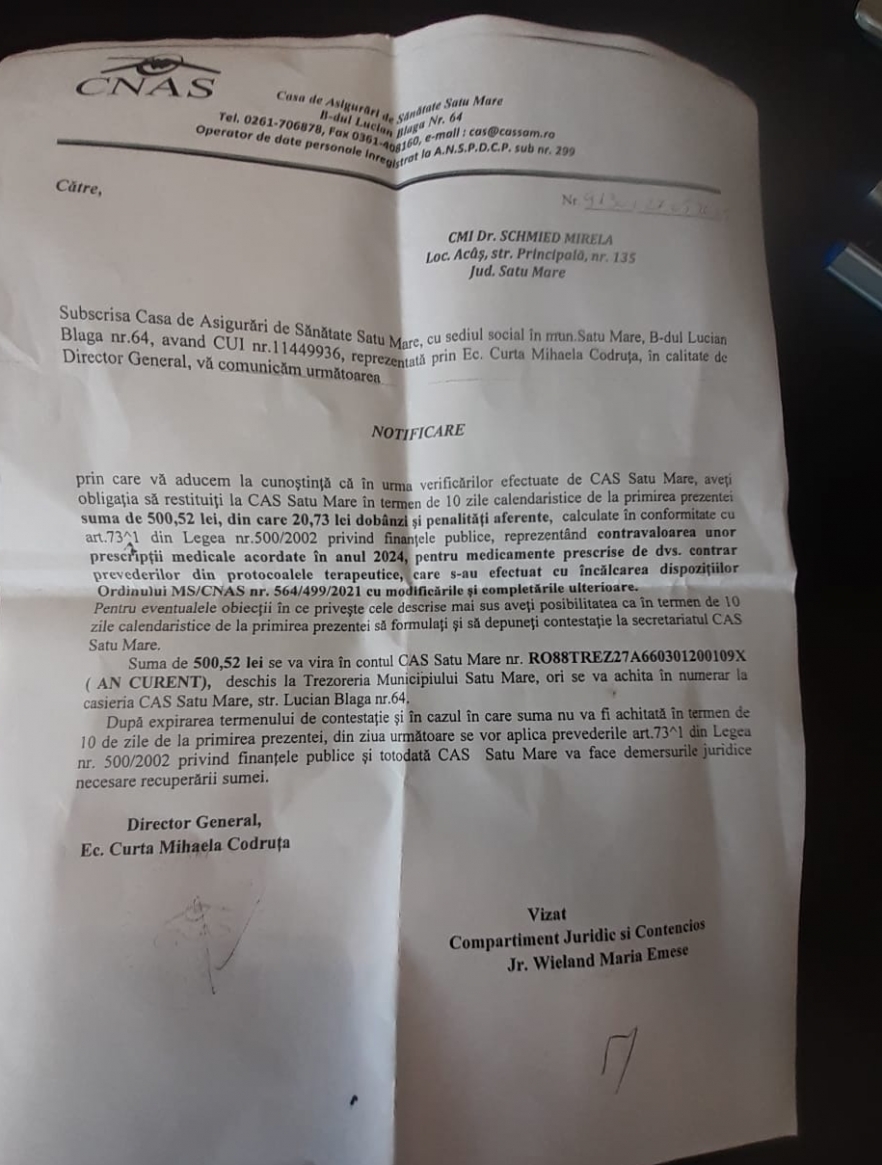 CNAS
Casa de Asigurări de Sănătate Satu Mare
B-dul Lucian Blaga Nr. 64
Tel. 0261-706878, Fax 0361-408160, e-mail : cas@cassam.ro
Operator de date personale înregistrat la A.N.S.P.D.C.P. sub nr. 299
Către,
Nr.
CMI Dr. SCHMIED MIRELA
Loc. Acâş, str. Principală, nr. 135
Jud. Satu Mare
Subscrisa Casa de Asigurări de Sănătate Satu Mare, cu sediul social în mun.Satu Mare, B-dul Lucian
Blaga nr.64, avand CUI nr.11449936, reprezentată prin Ec. Curta Mihaela Codruţa, în calitate de
Director General, vă comunicăm următoarea
NOTIFICARE
prin care vă aducem la cunoştinţă că în urma verificărilor efectuate de CAS Satu Mare, aveţi
obligaţia să restituiţi la CAS Satu Mare în termen de 10 zile calendaristice de la primirea prezentei
suma de 500,52 lei, din care 20,73 lei dobânzi şi penalităţi aferente, calculate în conformitate cu
art.73^1 din Legea nr.500/2002 privind finanţele publice, reprezentând contravaloarea unor
prescripţii medicale acordate în anul 2024, pentru medicamente prescrise de dvs. contrar
prevederilor din protocoalele terapeutice, care s-au efectuat cu încălcarea dispoziţiilor
Ordinului MS/CNAS nr. 564/499/2021 cu modificările şi completările ulterioare.
Pentru eventualele obiecţii în ce priveşte cele descrise mai sus aveţi posibilitatea ca în termen de 10
zile calendaristice de la primirea prezentei să formulaţi şi să depuneţi contestaţie la secretariatul CAS
Satu Mare.
Suma de 500,52 lei se va vira în contul CAS Satu Mare nr. RO88TREZ27A660301200109X
( AN CURENT), deschis la Trezoreria Municipiului Satu Mare, ori se va achita în numerar la
casieria CAS Satu Mare, str. Lucian Blaga nr.64.
După expirarea termenului de contestaţie şi în cazul în care suma nu va fi achitată în termen de
10 de zile de la primirea prezentei, din ziua următoare se vor aplica prevederile art.73^1 din Legea
nr. 500/2002 privind finanţele publice şi totodată CAS Satu Mare va face demersurile juridice
necesare recuperării sumei.
Director General,
Ec. Curta Mihaela Codruţa
Vizat
Compartiment Juridic si Contencios
Jr. Wieland Maria Emese